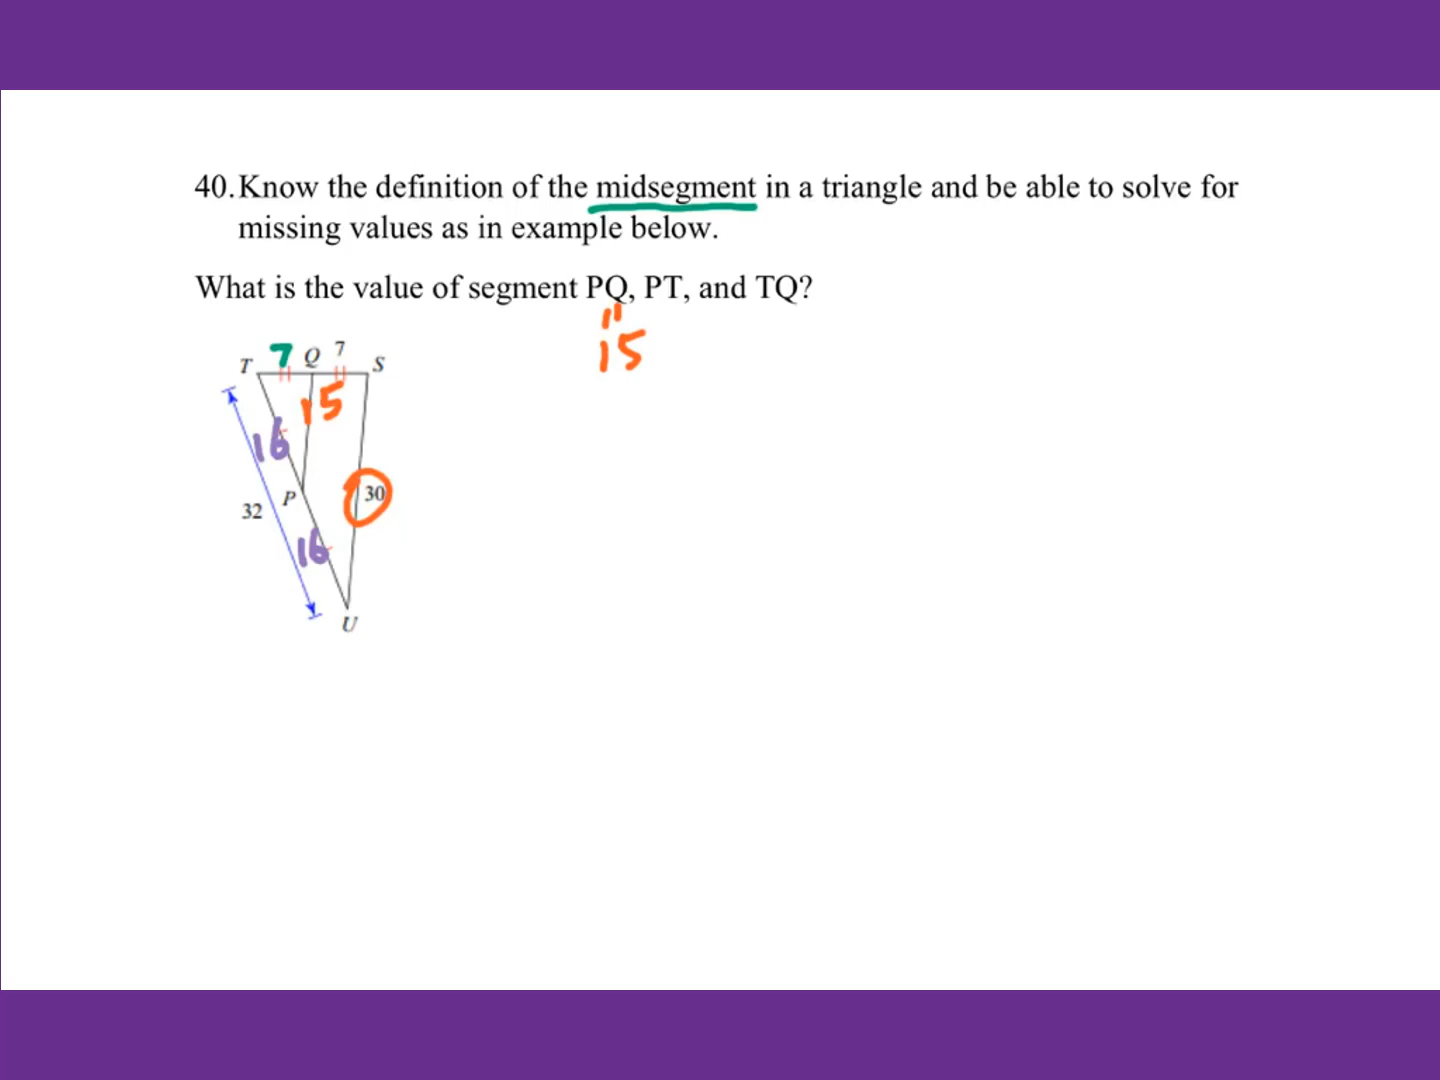 40. Know the definition of the midsegment in a triangle and be able to solve for
missing values as in example below.
What is the value of segment PQ, PT, and TQ?
15
T 7 Q 7 S
15
16
P 30
32
16
U